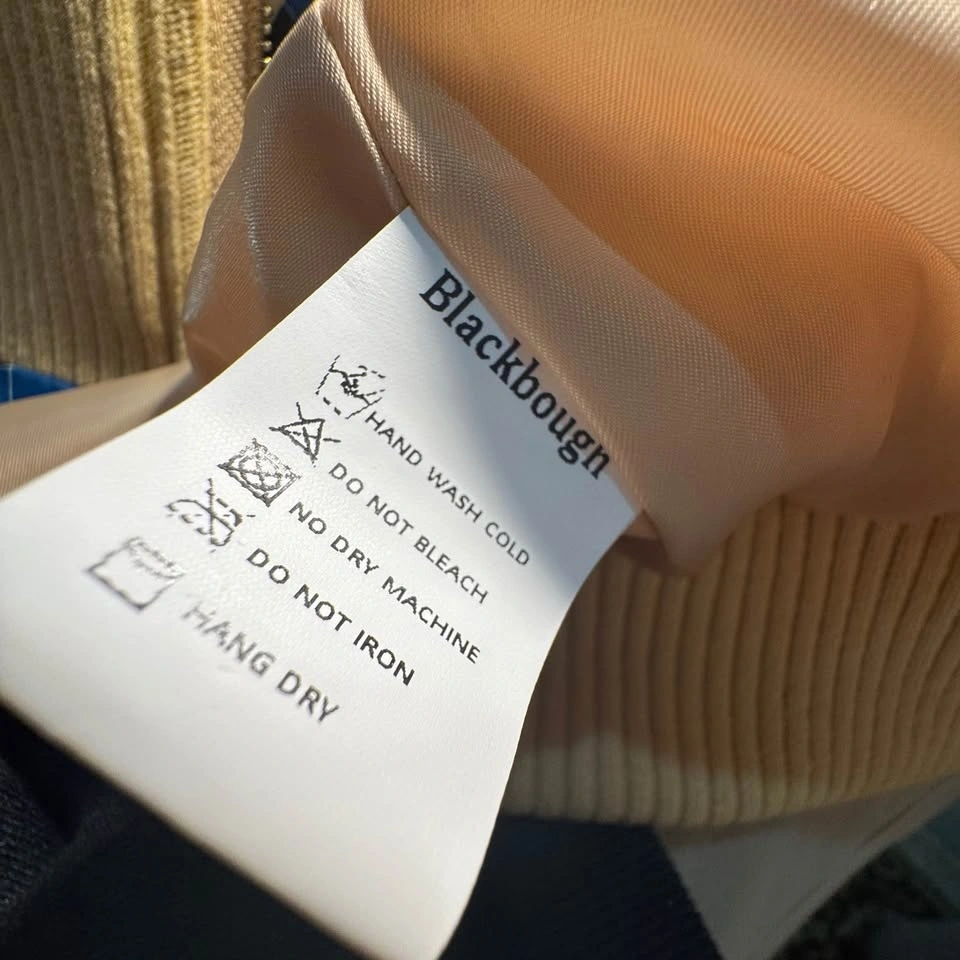 Blackbough
HAND WASH COLD
DO NOT BLEACH
NO DRY MACHINE
DO NOT IRON
HANG DRY